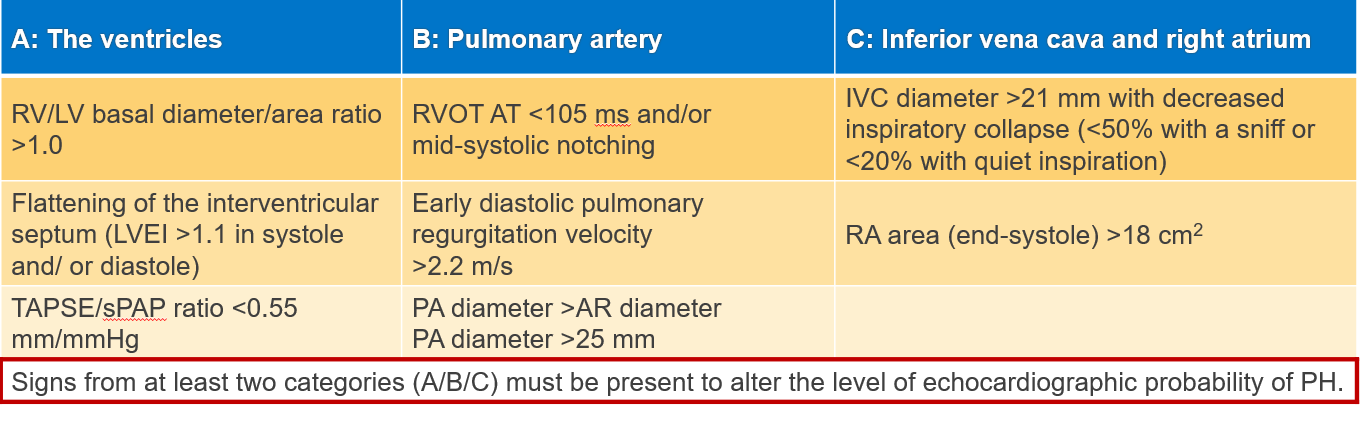 A: The ventricles
B: Pulmonary artery
C: Inferior vena cava and right atrium
RV/LV basal diameter/area ratio
>1.0
RVOT AT <105 ms and/or
mid-systolic notching
IVC diameter >21 mm with decreased
inspiratory collapse (<50% with a sniff or
<20% with quiet inspiration)
Flattening of the interventricular
septum (LVEI >1.1 in systole
and/ or diastole)
Early diastolic pulmonary
regurgitation velocity
>2.2 m/s
RA area (end-systole) >18 cm²
TAPSE/sPAP ratio <0.55
mm/mmHg
PA diameter >AR diameter
PA diameter >25 mm
Signs from at least two categories (A/B/C) must be present to alter the level of echocardiographic probability of PH.